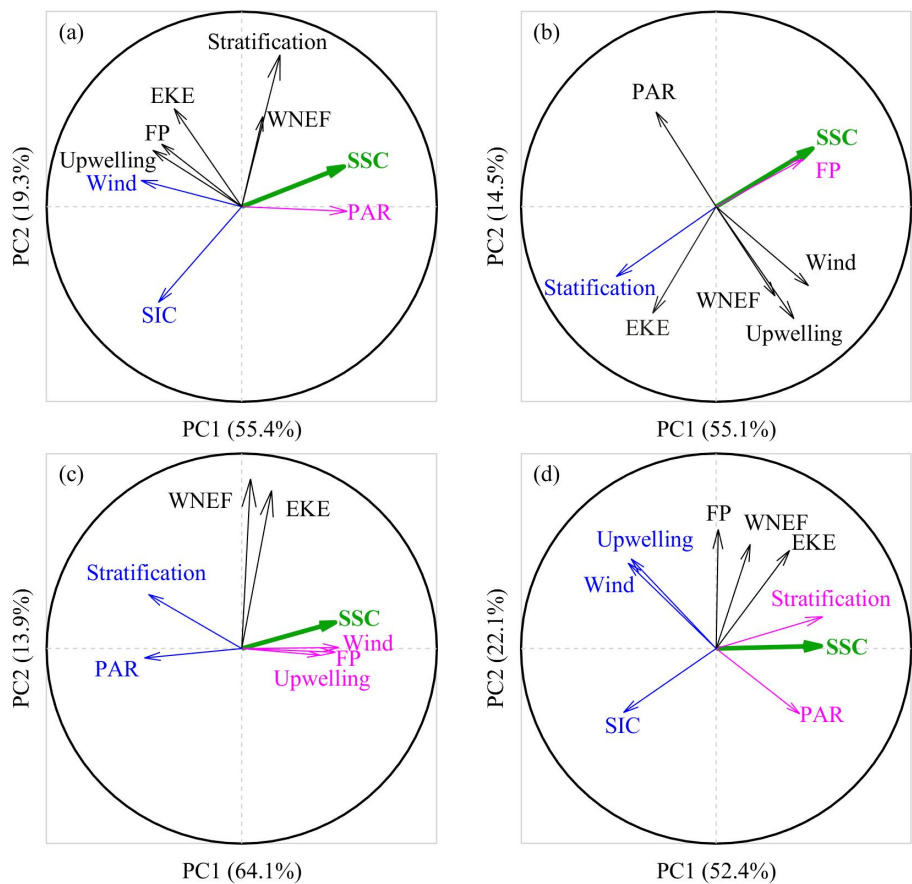 (a)
Stratification
EKE
WNEF
FP
Upwelling
SSC
Wind
PAR
SIC
PC2 (19.3%)
PC1 (55.4%)
(b)
PAR
SSC
FP
Wind
Statification
WNEF
EKE
Upwelling
PC2 (14.5%)
PC1 (55.1%)
(c)
WNEF
EKE
Stratification
SSC
Wind
PAR
FP
Upwelling
PC2 (13.9%)
PC1 (64.1%)
(d)
FP
WNEF
Upwelling
EKE
Wind
Stratification
SSC
SIC
PAR
PC2 (22.1%)
PC1 (52.4%)